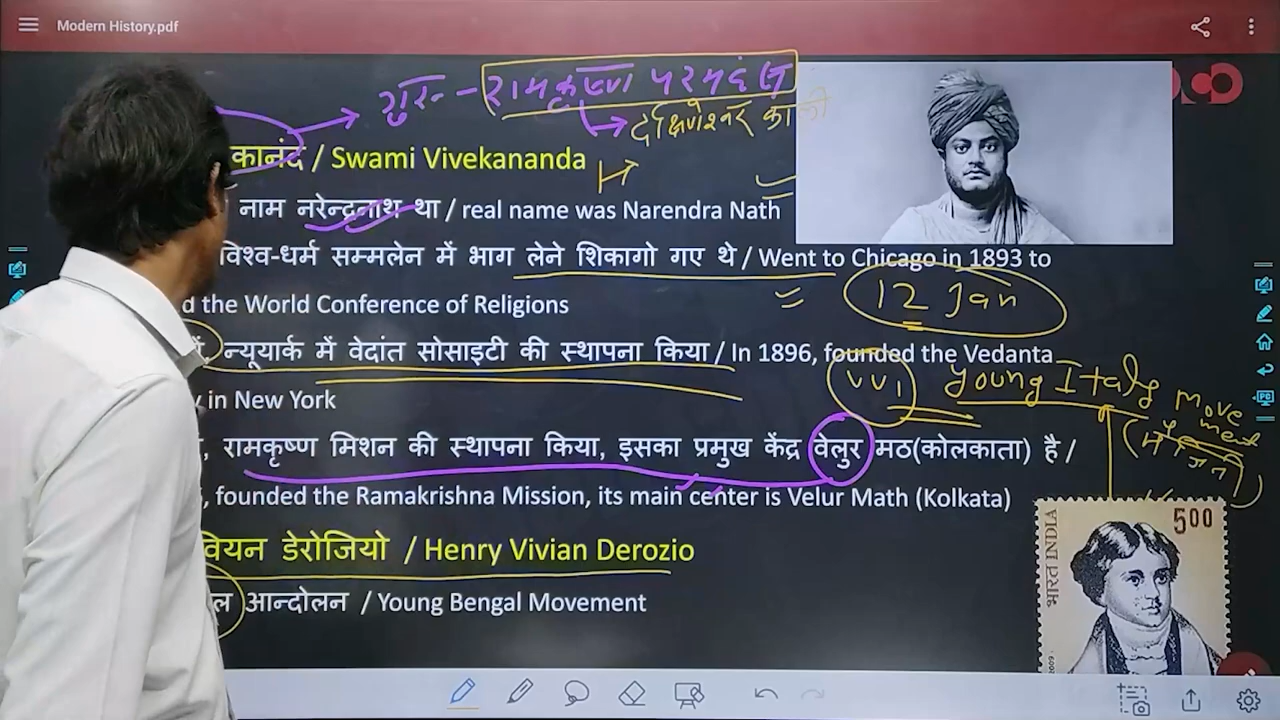 Modern History.pdf
गुरु - रामकृष्ण परमहंस
दक्षिणेश्वर काली
कानंद / Swami Vivekananda
नाम नरेन्द्रनाथ था / real name was Narendra Nath
विश्व-धर्म सम्मलेन में भाग लेने शिकागो गए थे / Went to Chicago in 1893 to
12 Jan
d the World Conference of Religions
न्यूयार्क में वेदांत सोसाइटी की स्थापना किया / In 1896, founded the Vedanta
VVI Young Italy Movement
in New York
रामकृष्ण मिशन की स्थापना किया, इसका प्रमुख केंद्र वेलुर मठ(कोलकाता) है /
, founded the Ramakrishna Mission, its main center is Velur Math (Kolkata)
वियन डेरोजियो / Henry Vivian Derozio
ल आन्दोलन / Young Bengal Movement
भारत INDIA
500
2009